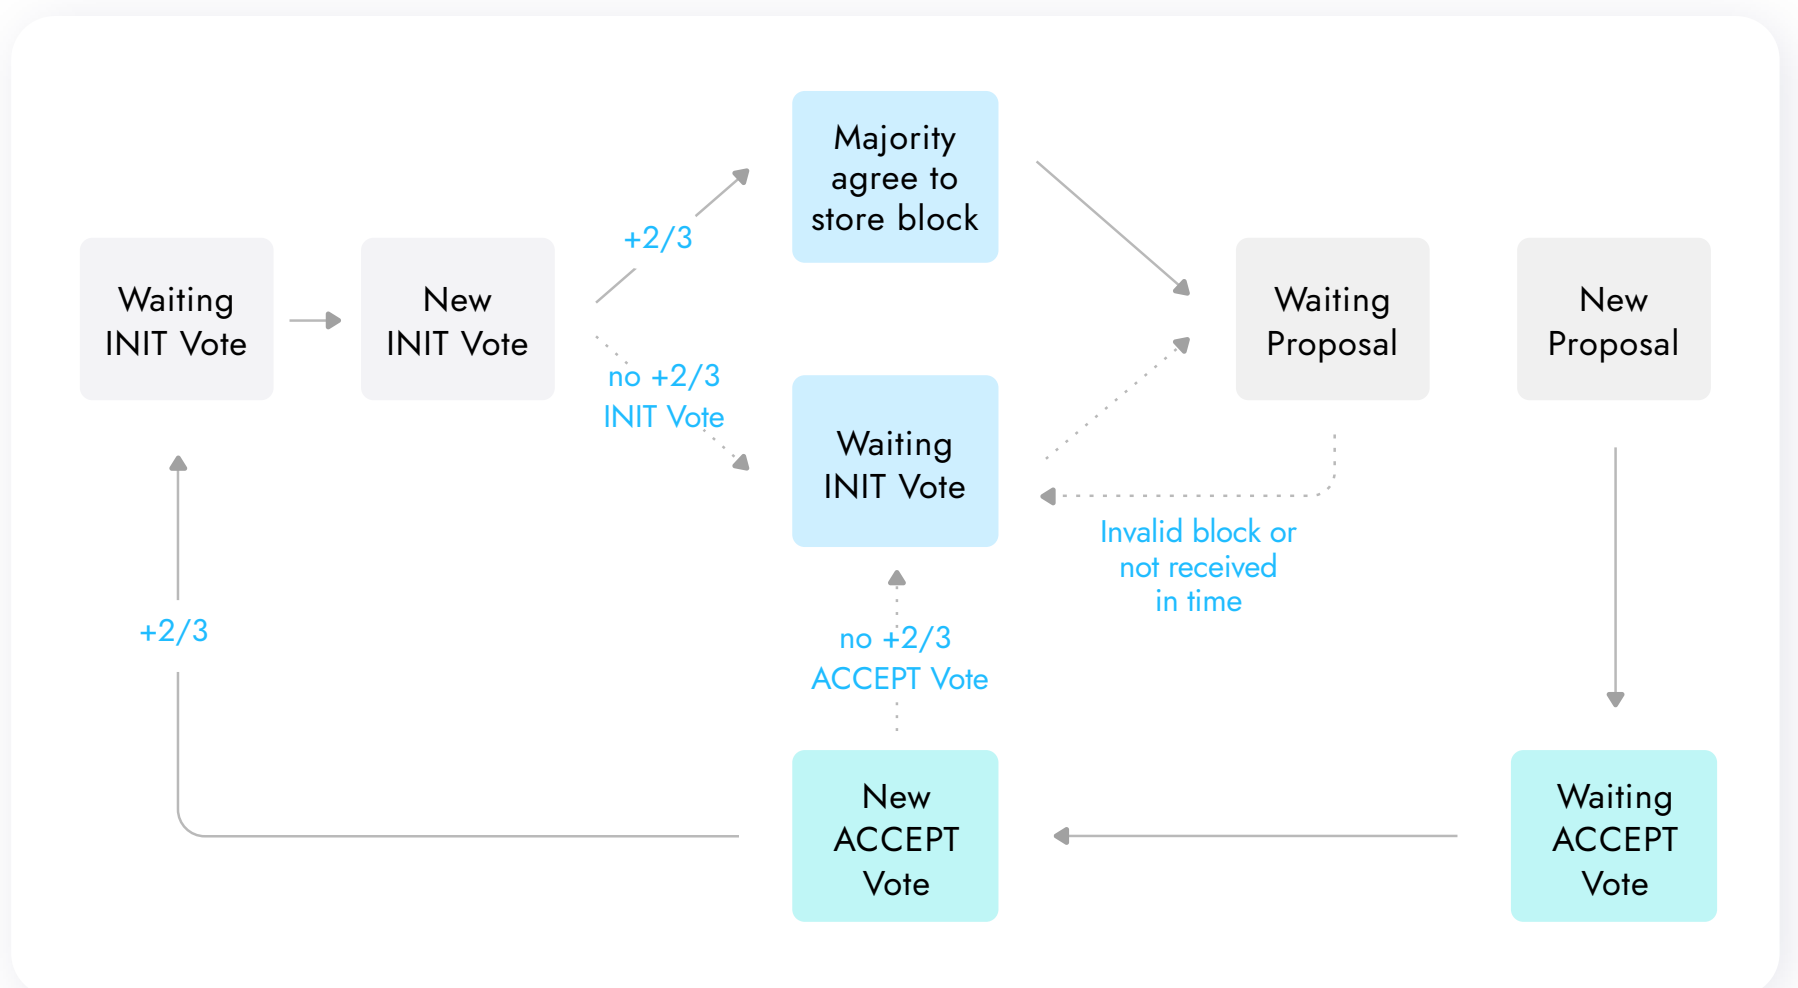 Majority
agree to
store block
+2/3
Waiting
INIT Vote
New
INIT Vote
Waiting
Proposal
New
Proposal
no +2/3
INIT Vote
Waiting
INIT Vote
Invalid block or
not received
in time
+2/3
no +2/3
ACCEPT Vote
New
ACCEPT
Vote
Waiting
ACCEPT
Vote